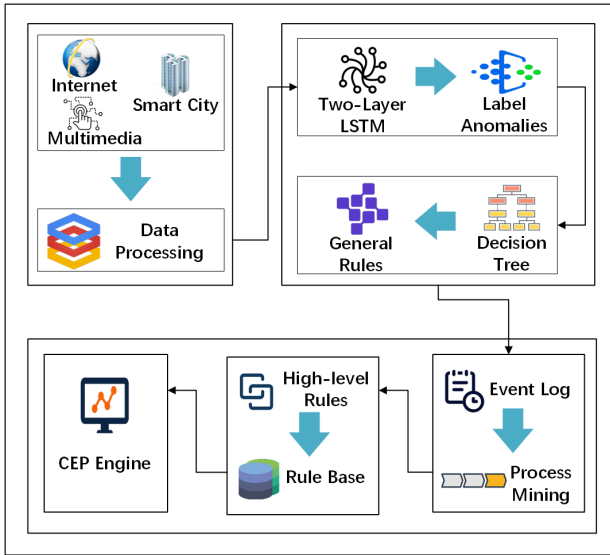 Internet
Smart City
Multimedia
Data
Processing
Two-Layer
LSTM
Label
Anomalies
General
Rules
Decision
Tree
CEP Engine
High-level
Rules
Rule Base
Event Log
Process
Mining